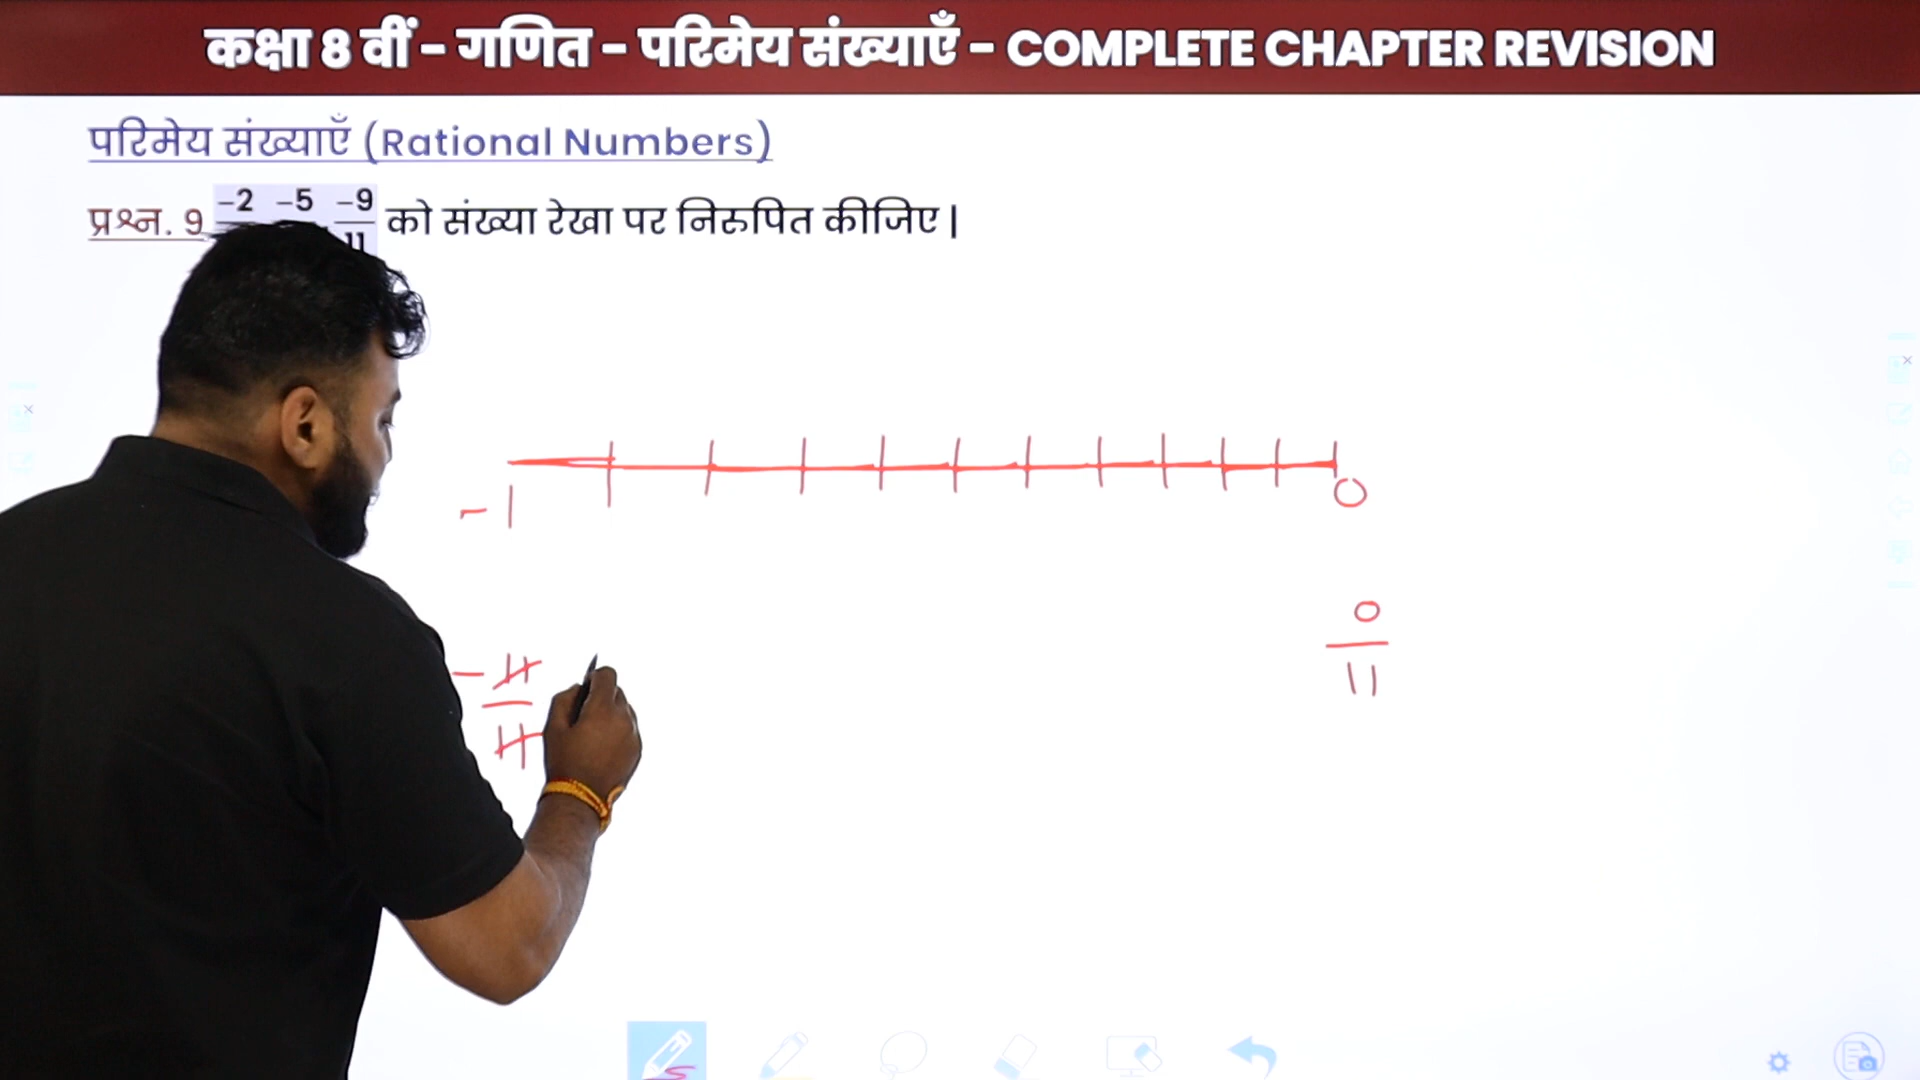 कक्षा 8 वीं - गणित - परिमेय संख्याएँ - COMPLETE CHAPTER REVISION
परिमेय संख्याएँ (Rational Numbers)
प्रश्न. 9 -2 -5 -9/11 को संख्या रेखा पर निरुपित कीजिए |
-1 0
-11/11 0/11